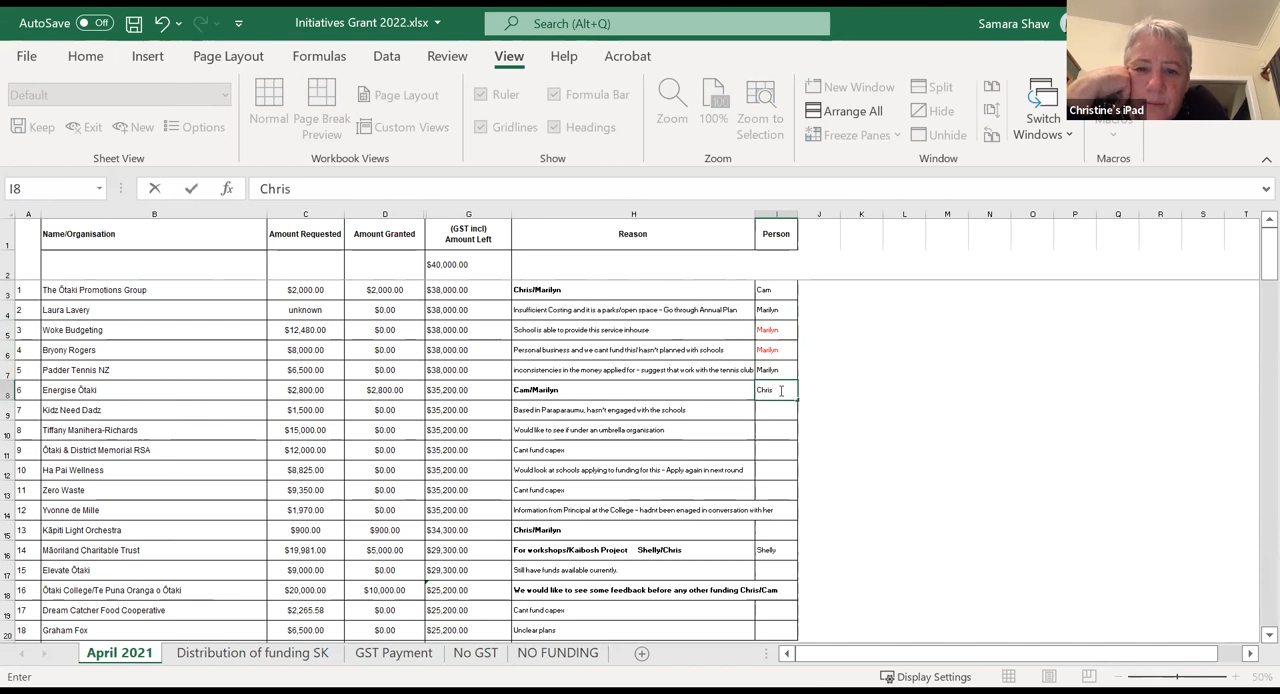 AutoSave Off Initiatives Grant 2022.xlsx Search (Alt+Q) Samara Shaw
File Home Insert Page Layout Formulas Data Review View Help Acrobat
Default
Keep Exit New Options
Sheet View
Normal
Page Break Preview
Page Layout
Custom Views
Workbook Views
Ruler Formula Bar
Gridlines Headings
Show
Zoom
100%
Zoom to Selection
Zoom
New Window
Arrange All
Freeze Panes
Split
Hide
Unhide
Window
Switch Windows
Macros
Macros
Christine's iPad
I8 fx Chris
A B C D G H I J K L M N O P Q R S T
1 Name/Organisation Amount Requested Amount Granted (GST incl) Amount Left Reason Person
2 $40,000.00
3 1 The Ōtaki Promotions Group $2,000.00 $2,000.00 $38,000.00 Chris/Marilyn Cam
4 2 Laura Lavery unknown $0.00 $38,000.00 Insufficient Costing and it is a parks/open space - Go through Annual Plan Marilyn
5 3 Woke Budgeting $12,480.00 $0.00 $38,000.00 School is able to provide this service inhouse Marilyn
6 4 Bryony Rogers $8,000.00 $0.00 $38,000.00 Personal business and we cant fund this/ hasn't planned with schools Marilyn
7 5 Padder Tennis NZ $6,500.00 $0.00 $38,000.00 inconsistencies in the money applied for - suggest that work with the tennis club Marilyn
8 6 Energise Ōtaki $2,800.00 $2,800.00 $35,200.00 Cam/Marilyn Chris
9 7 Kidz Need Dadz $1,500.00 $0.00 $35,200.00 Based in Paraparaumu, hasn't engaged with the schools
10 8 Tiffany Manihera-Richards $15,000.00 $0.00 $35,200.00 Would like to see if under an umbrella organisation
11 9 Ōtaki & District Memorial RSA $12,000.00 $0.00 $35,200.00 Cant fund capex
12 10 Ha Pai Wellness $8,825.00 $0.00 $35,200.00 Would look at schools applying to funding for this - Apply again in next round
13 11 Zero Waste $9,350.00 $0.00 $35,200.00 Cant fund capex
14 12 Yvonne de Mille $1,970.00 $0.00 $35,200.00 Information from Principal at the College - hadnt been enaged in conversation with her
15 13 Kāpiti Light Orchestra $900.00 $900.00 $34,300.00 Chris/Marilyn
16 14 Māoriland Charitable Trust $19,981.00 $5,000.00 $29,300.00 For workshops/Kaibosh Project Shelly/Chris Shelly
17 15 Elevate Ōtaki $9,000.00 $0.00 $29,300.00 Still have funds available currently.
18 16 Ōtaki College/Te Puna Oranga o Ōtaki $20,000.00 $10,000.00 $25,200.00 We would like to see some feedback before any other funding Chris/Cam
19 17 Dream Catcher Food Cooperative $2,265.58 $0.00 $25,200.00 Cant fund capex
20 18 Graham Fox $6,500.00 $0.00 $25,200.00 Unclear plans
April 2021 Distribution of funding SK GST Payment No GST NO FUNDING
Enter Display Settings 50%